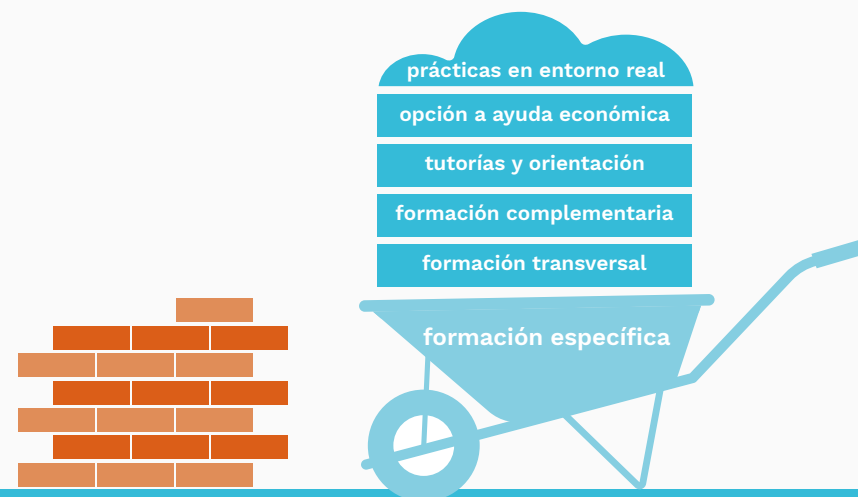 prácticas en entorno real
opción a ayuda económica
tutorías y orientación
formación complementaria
formación transversal
formación específica